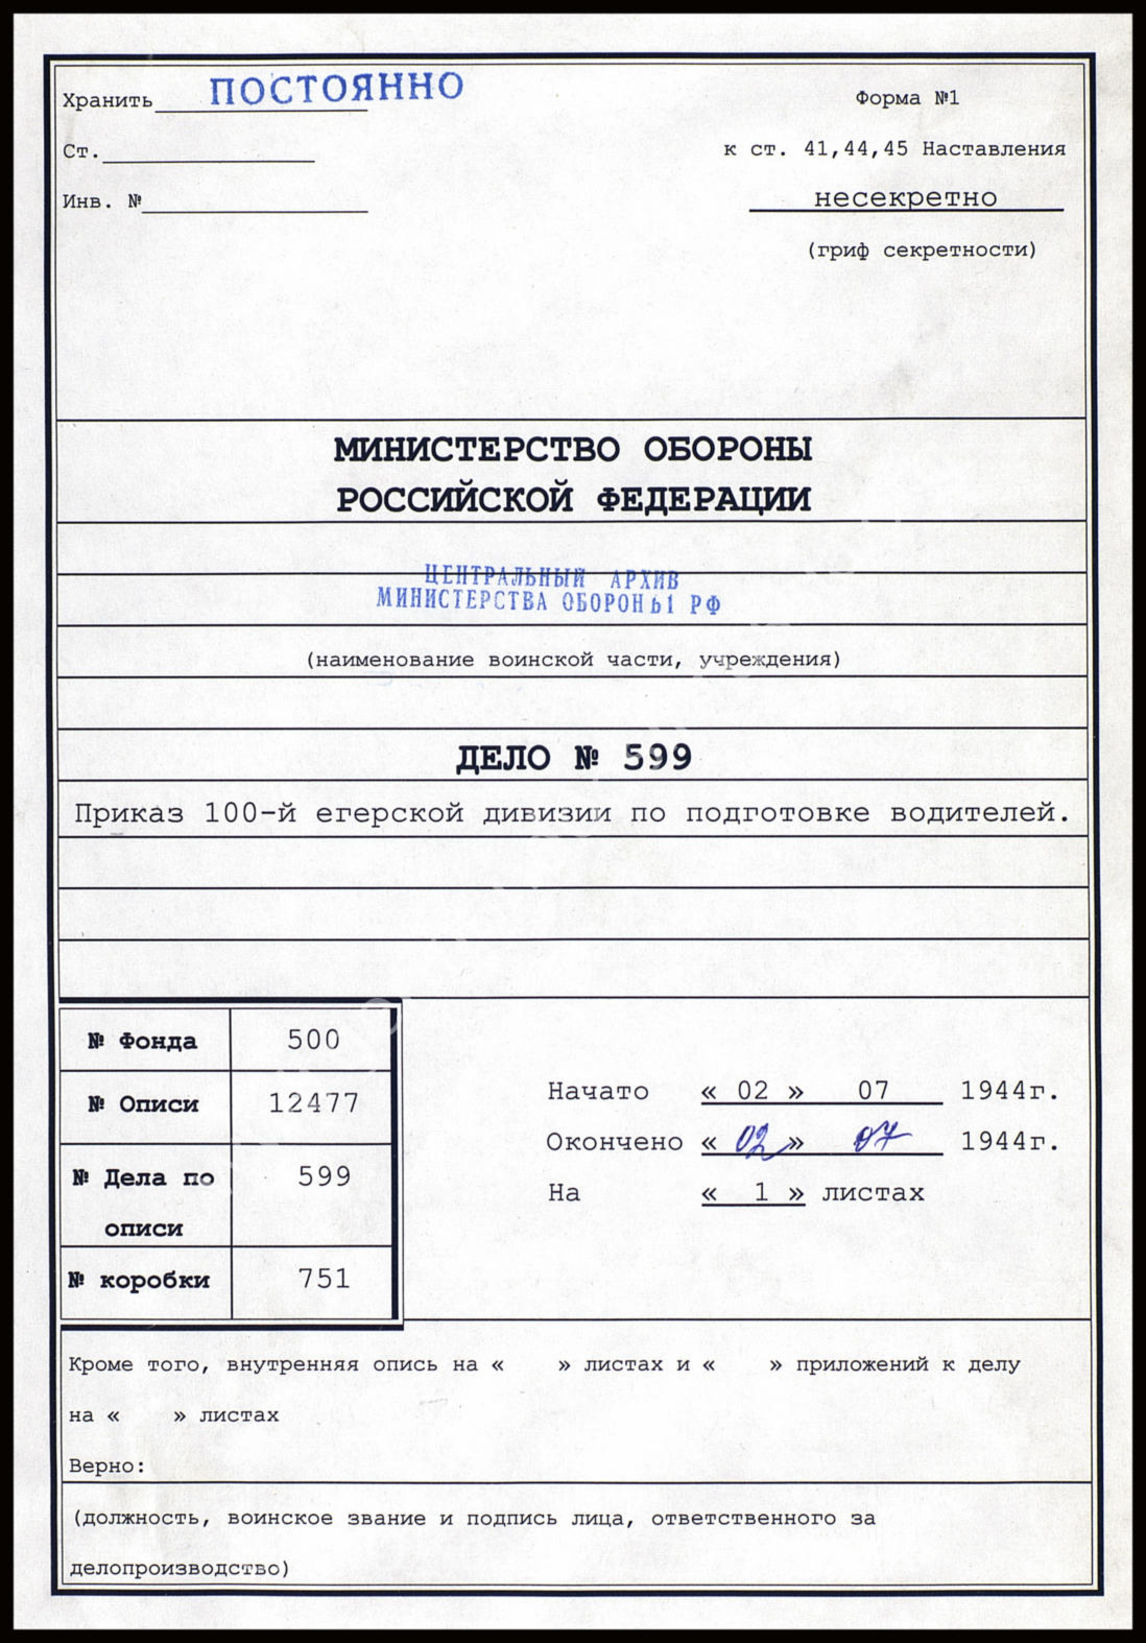 Хранить ПОСТОЯННО
Форма №1
Ст.
к ст. 41,44,45 Наставления
Инв. №
несекретно
(гриф секретности)
МИНИСТЕРСТВО ОБОРОНЫ
РОССИЙСКОЙ ФЕДЕРАЦИИ
ЦЕНТРАЛЬНЫЙ АРХИВ
МИНИСТЕРСТВА ОБОРОНЫ РФ
(наименование воинской части, учреждения)
ДЕЛО № 599
Приказ 100-й егерской дивизии по подготовке водителей.
№ Фонда 500
№ Описи 12477
№ Дела по 599
описи
№ коробки 751
Начато « 02 » 07 1944г.
Окончено « 02 » 07 1944г.
На « 1 » листах
Кроме того, внутренняя опись на « » листах и « » приложений к делу
на « » листах
Верно:
(должность, воинское звание и подпись лица, ответственного за
делопроизводство)